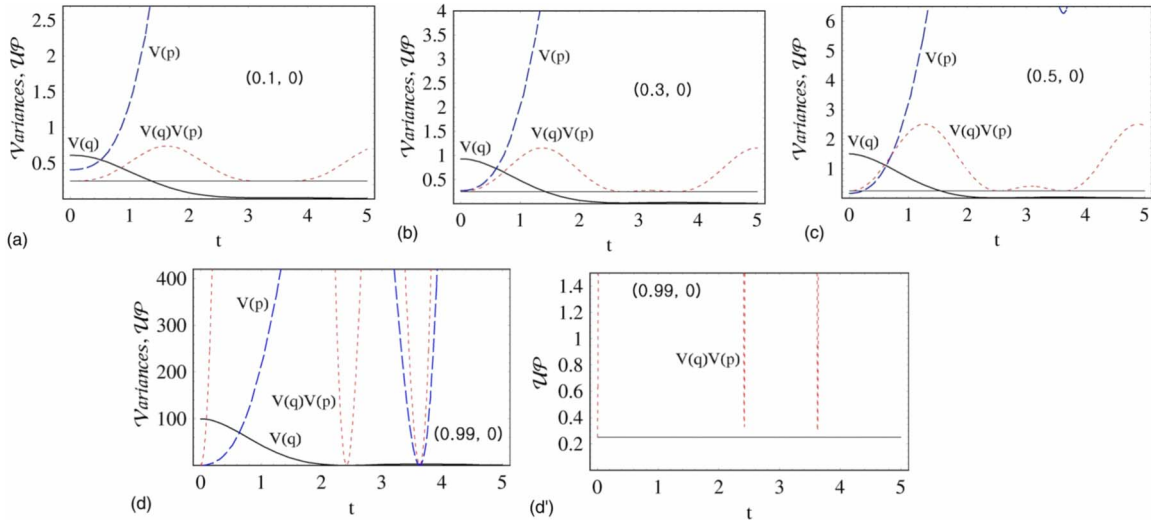 Variances, UP
2.5
2
1.5
1
0.5
V(q)
V(p)
V(q)V(p)
(0.1, 0)
0 1 2 3 4 5
t
(a)
Variances, UP
4
3.5
3
2.5
2
1.5
1
0.5
V(q)
V(p)
V(q)V(p)
(0.3, 0)
0 1 2 3 4 5
t
(b)
Variances, UP
6
5
4
3
2
1
V(q)
V(p)
V(q)V(p)
(0.5, 0)
0 1 2 3 4 5
t
(c)
Variances, UP
400
300
200
100
V(p)
V(q)V(p)
V(q)
(0.99, 0)
0 1 2 3 4 5
t
(d)
UP
1.4
1.2
1
0.8
0.6
0.4
0.2
(0.99, 0)
V(q)V(p)
0 1 2 3 4 5
t
(d')